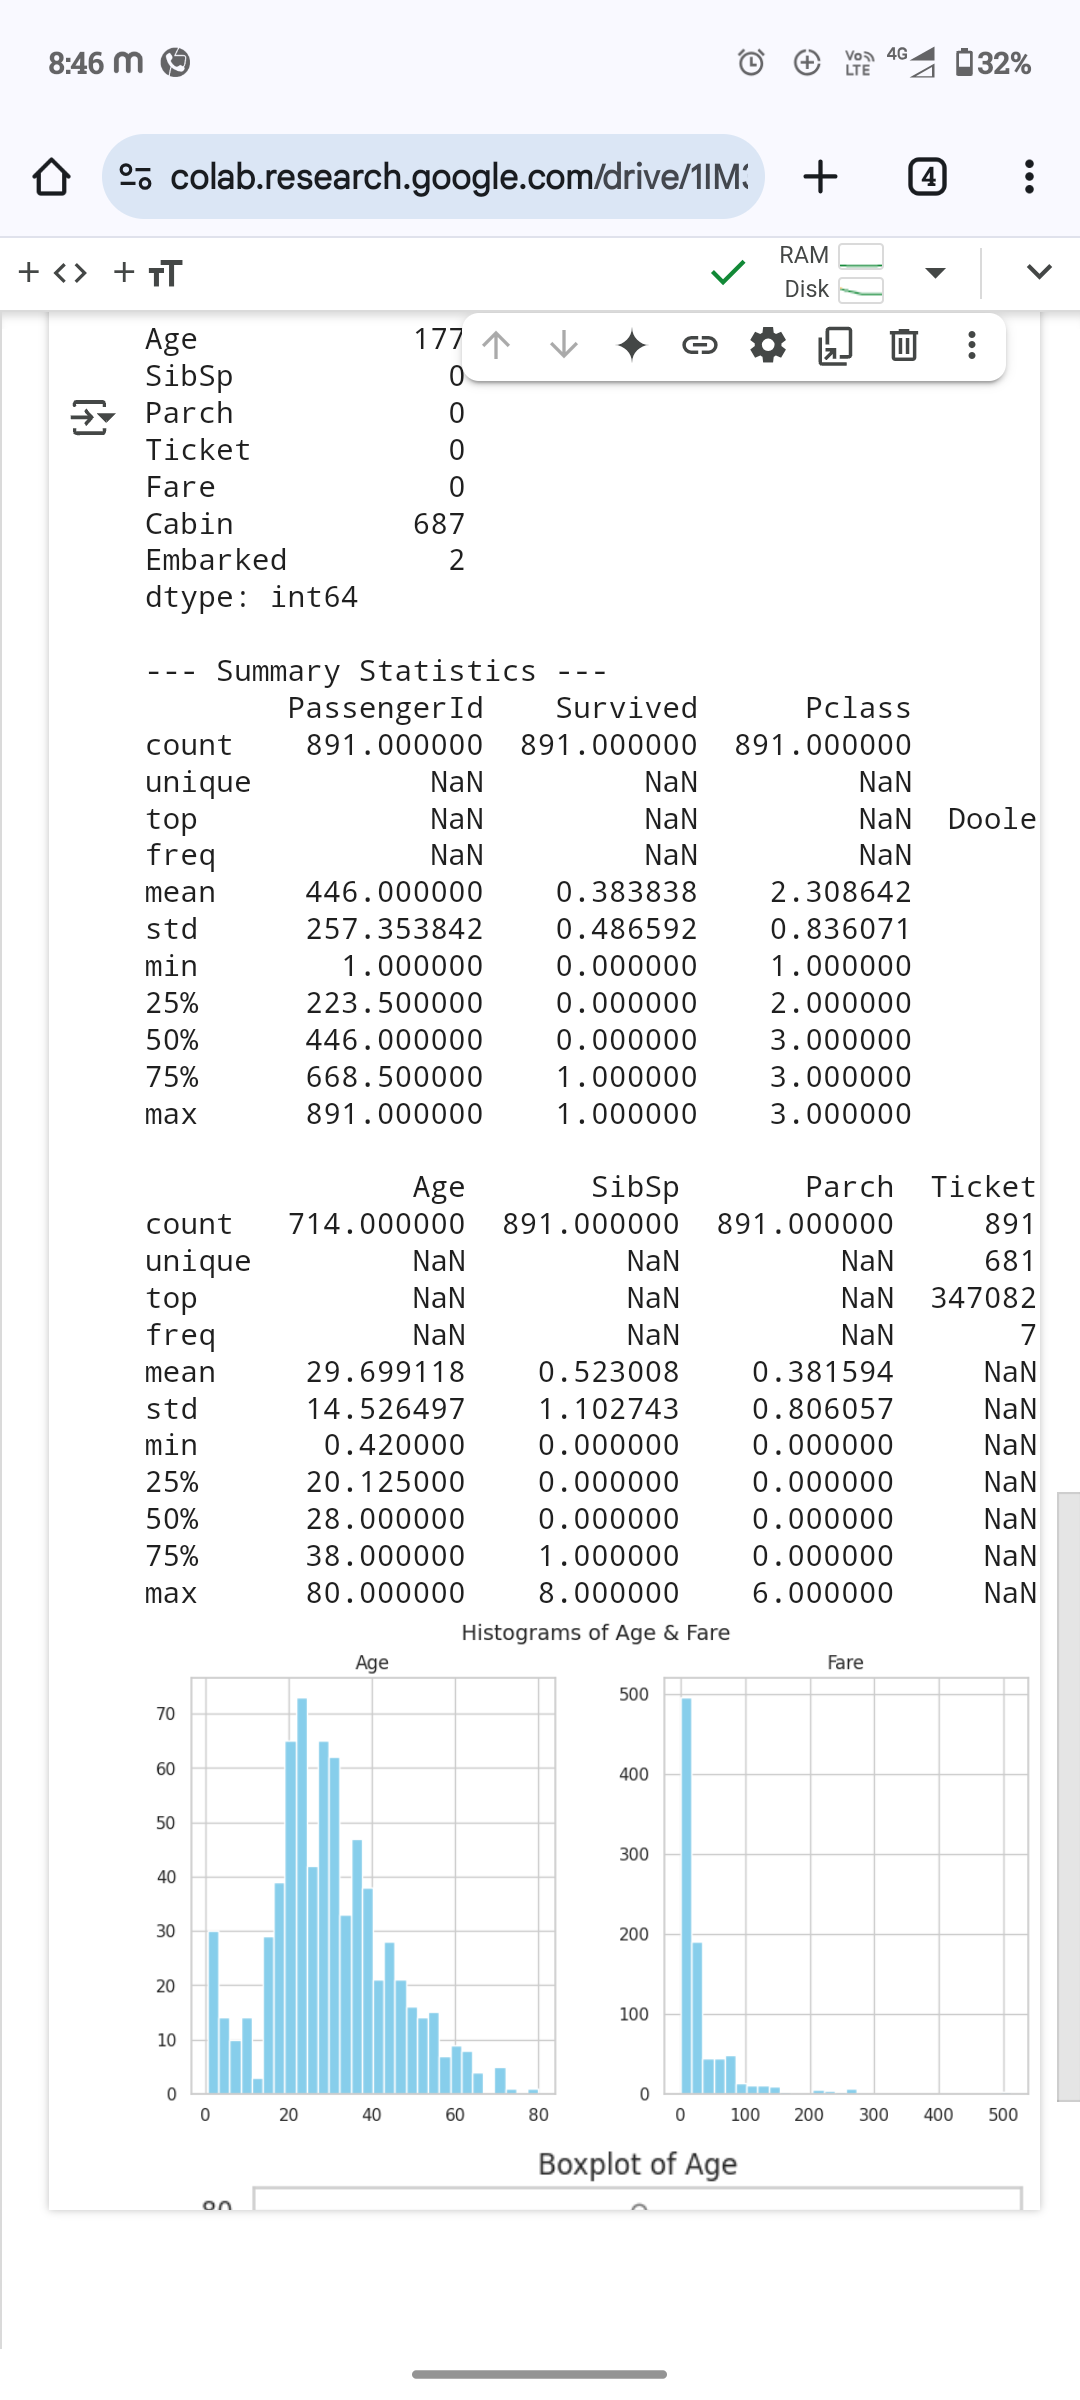 8:46 m
Vo) LTE 4G 32%
colab.research.google.com/drive/1IM
4
+ <> + TT
RAM
Disk
Age 177
SibSp 0
Parch 0
Ticket 0
Fare 0
Cabin 687
Embarked 2
dtype: int64
--- Summary Statistics ---
PassengerId Survived Pclass
count 891.000000 891.000000 891.000000
unique NaN NaN NaN
top NaN NaN NaN Doole
freq NaN NaN NaN
mean 446.000000 0.383838 2.308642
std 257.353842 0.486592 0.836071
min 1.000000 0.000000 1.000000
25% 223.500000 0.000000 2.000000
50% 446.000000 0.000000 3.000000
75% 668.500000 1.000000 3.000000
max 891.000000 1.000000 3.000000
Age SibSp Parch Ticket
count 714.000000 891.000000 891.000000 891
unique NaN NaN NaN 681
top NaN NaN NaN 347082
freq NaN NaN NaN 7
mean 29.699118 0.523008 0.381594 NaN
std 14.526497 1.102743 0.806057 NaN
min 0.420000 0.000000 0.000000 NaN
25% 20.125000 0.000000 0.000000 NaN
50% 28.000000 0.000000 0.000000 NaN
75% 38.000000 1.000000 0.000000 NaN
max 80.000000 8.000000 6.000000 NaN
Histograms of Age & Fare
Age
70
60
50
40
30
20
10
0
0 20 40 60 80
Fare
500
400
300
200
100
0
0 100 200 300 400 500
Boxplot of Age
80